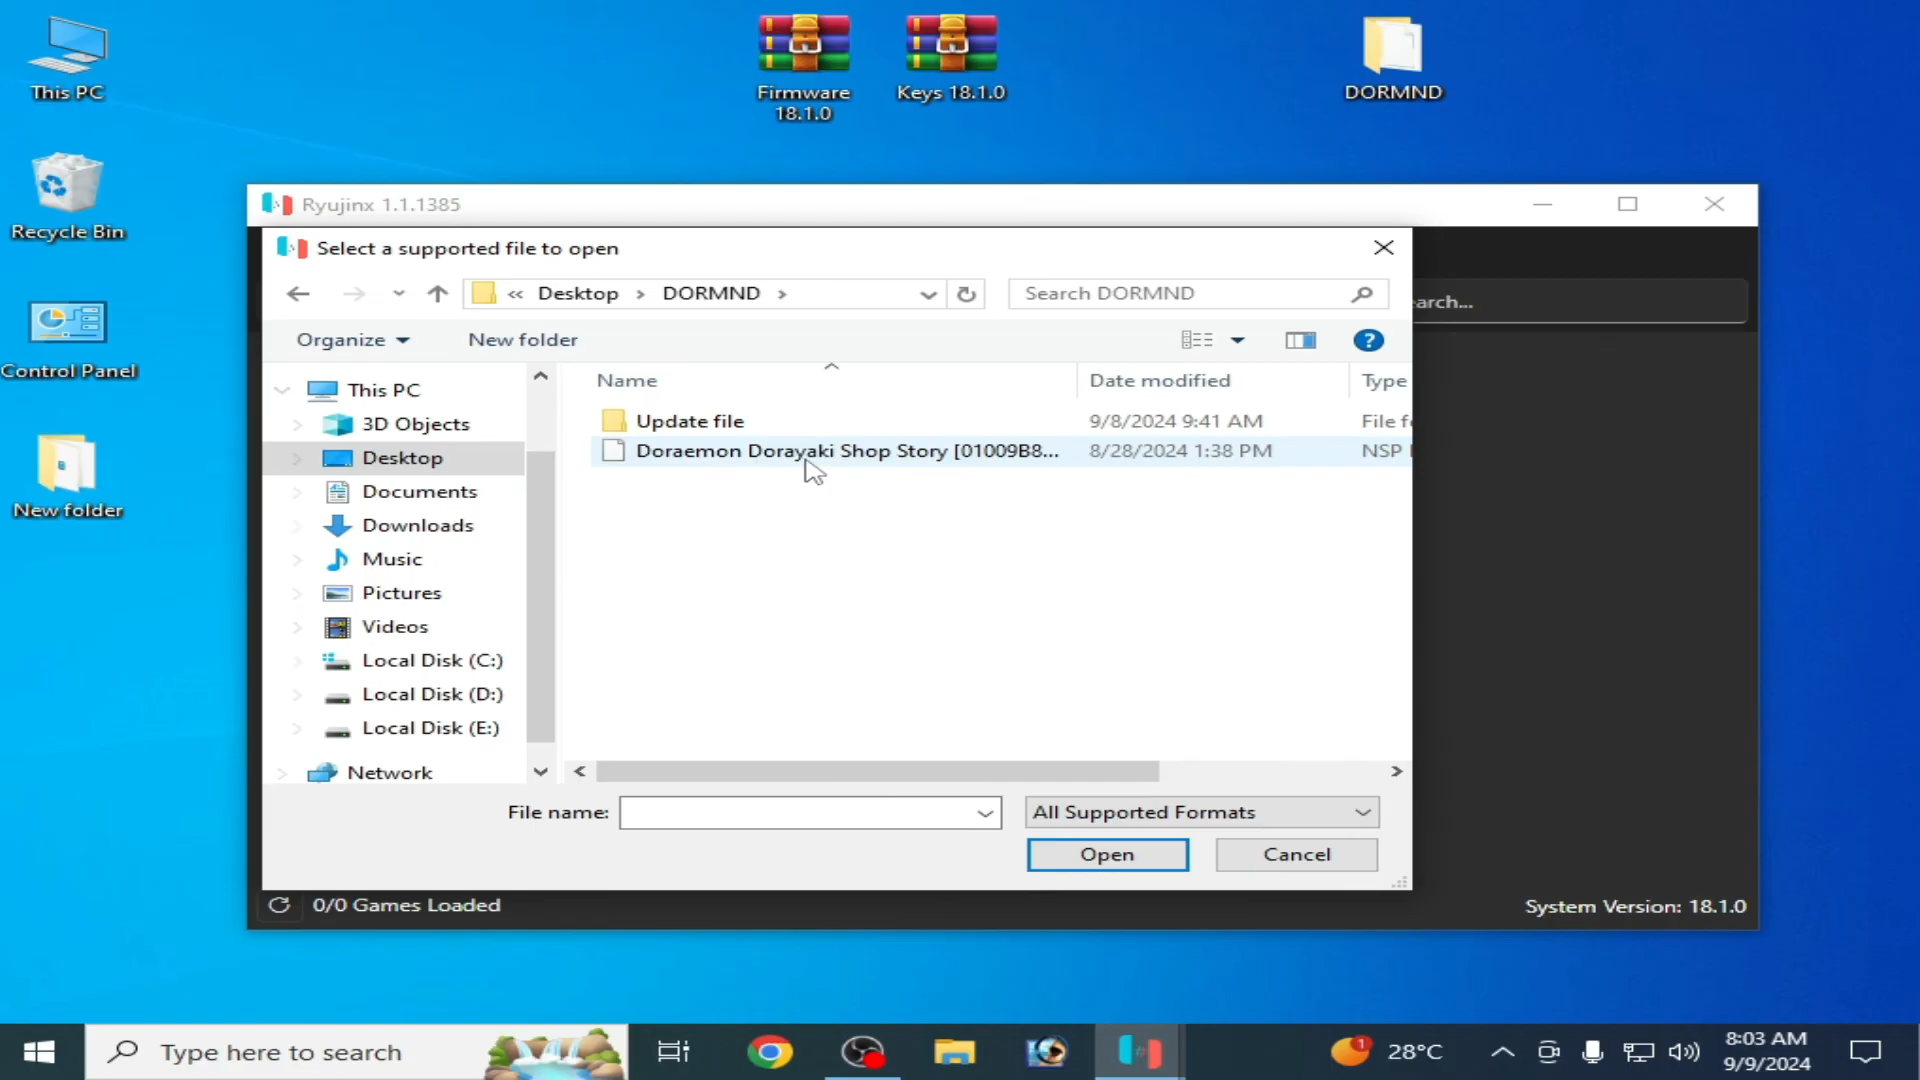 This PC
Recycle Bin
Control Panel
New folder
Firmware
18.1.0
Keys 18.1.0
DORMND
Ryujinx 1.1.1385
Select a supported file to open
« Desktop > DORMND >
Search DORMND
earch...
Organize
New folder
Name
Date modified
Type
Update file
9/8/2024 9:41 AM
File f
Doraemon Dorayaki Shop Story [01009B8...
8/28/2024 1:38 PM
NSP
This PC
3D Objects
Desktop
Documents
Downloads
Music
Pictures
Videos
Local Disk (C:)
Local Disk (D:)
Local Disk (E:)
Network
File name:
All Supported Formats
Open
Cancel
0/0 Games Loaded
System Version: 18.1.0
Type here to search
1
28°C
8:03 AM
9/9/2024